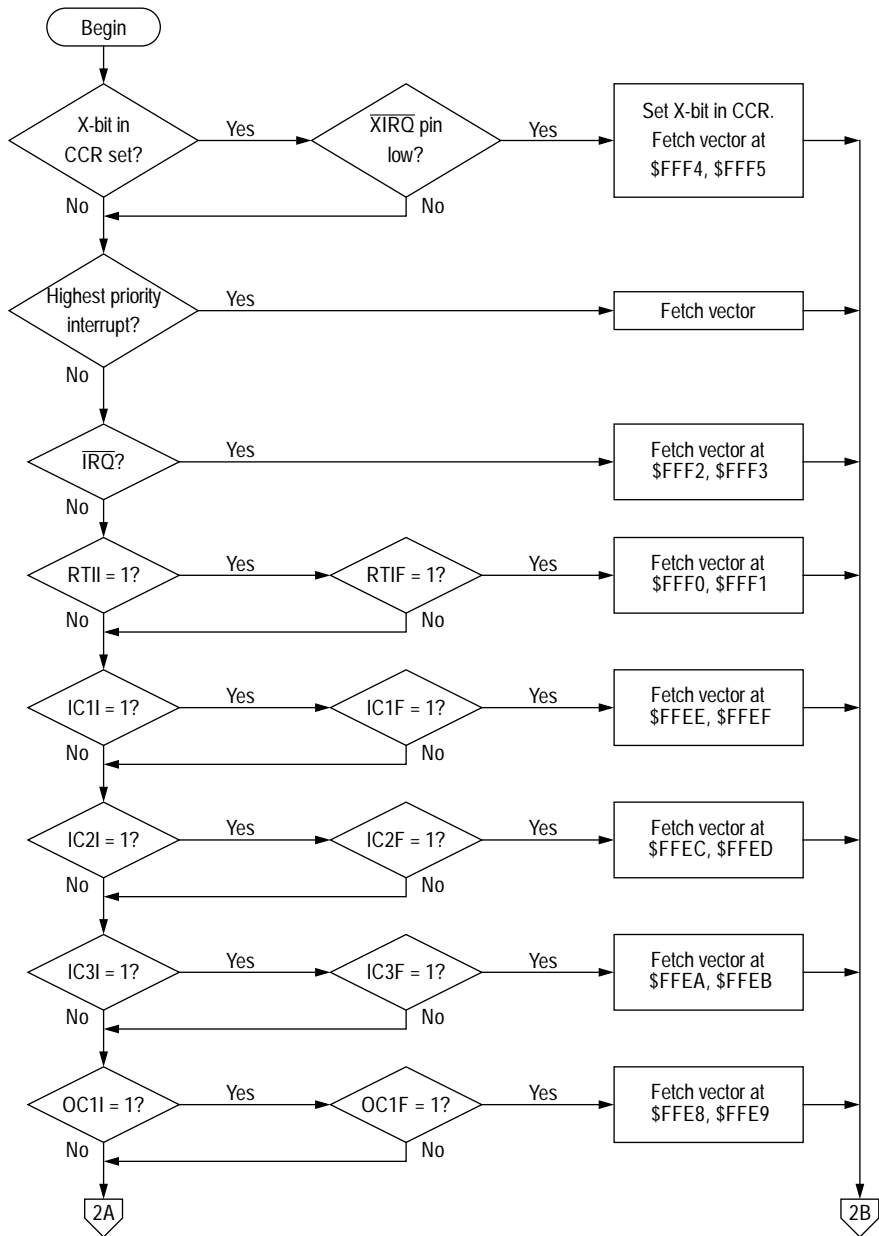 Begin
X-bit in
CCR set?
Yes
XIRQ pin
low?
Yes
Set X-bit in CCR.
Fetch vector at
$FFF4, $FFF5
No
No
Highest priority
interrupt?
Yes
Fetch vector
No
IRQ?
Yes
Fetch vector at
$FFF2, $FFF3
No
RTII = 1?
Yes
RTIF = 1?
Yes
Fetch vector at
$FFF0, $FFF1
No
No
IC1I = 1?
Yes
IC1F = 1?
Yes
Fetch vector at
$FFEE, $FFEF
No
No
IC2I = 1?
Yes
IC2F = 1?
Yes
Fetch vector at
$FFEC, $FFED
No
No
IC3I = 1?
Yes
IC3F = 1?
Yes
Fetch vector at
$FFEA, $FFEB
No
No
OC1I = 1?
Yes
OC1F = 1?
Yes
Fetch vector at
$FFE8, $FFE9
No
No
2A
2B